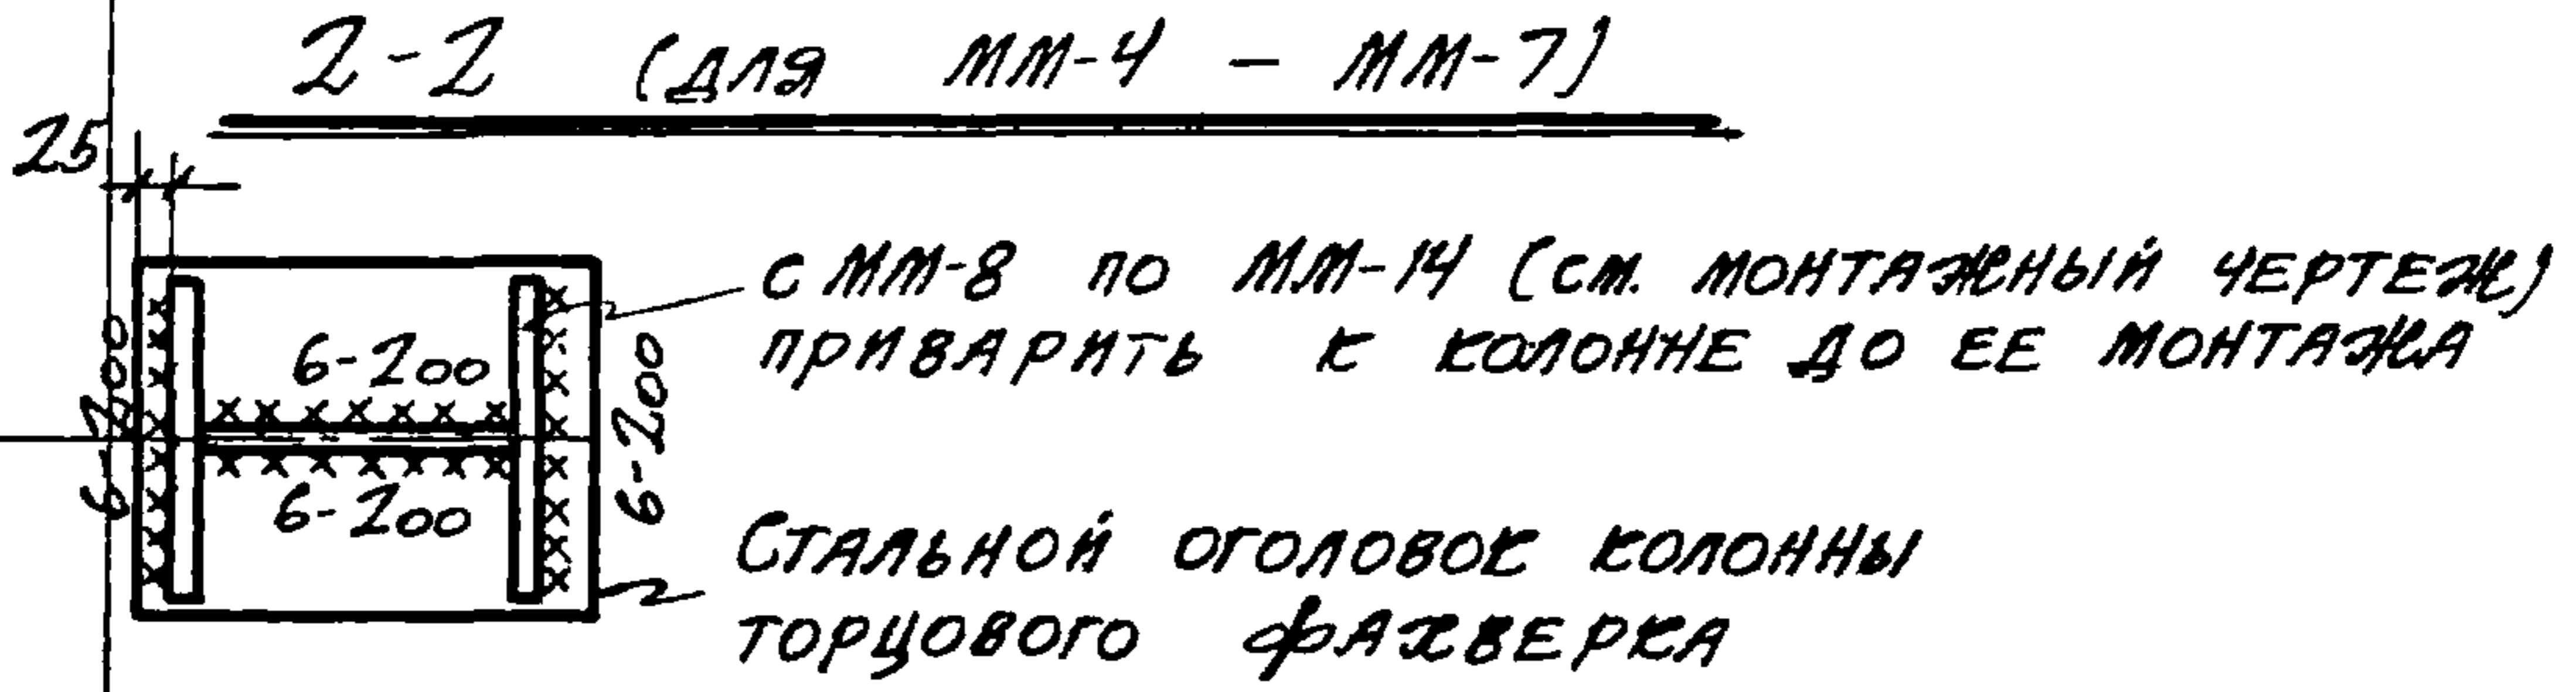 2-2 (для ММ-4 – ММ-7)
25
с ММ-8 по ММ-14 (см. монтажный чертеж)
приварить к колонне до ее монтажа
6-200
6-200
6-200
6-200
Стальной оголовок колонны
торцового фахверка